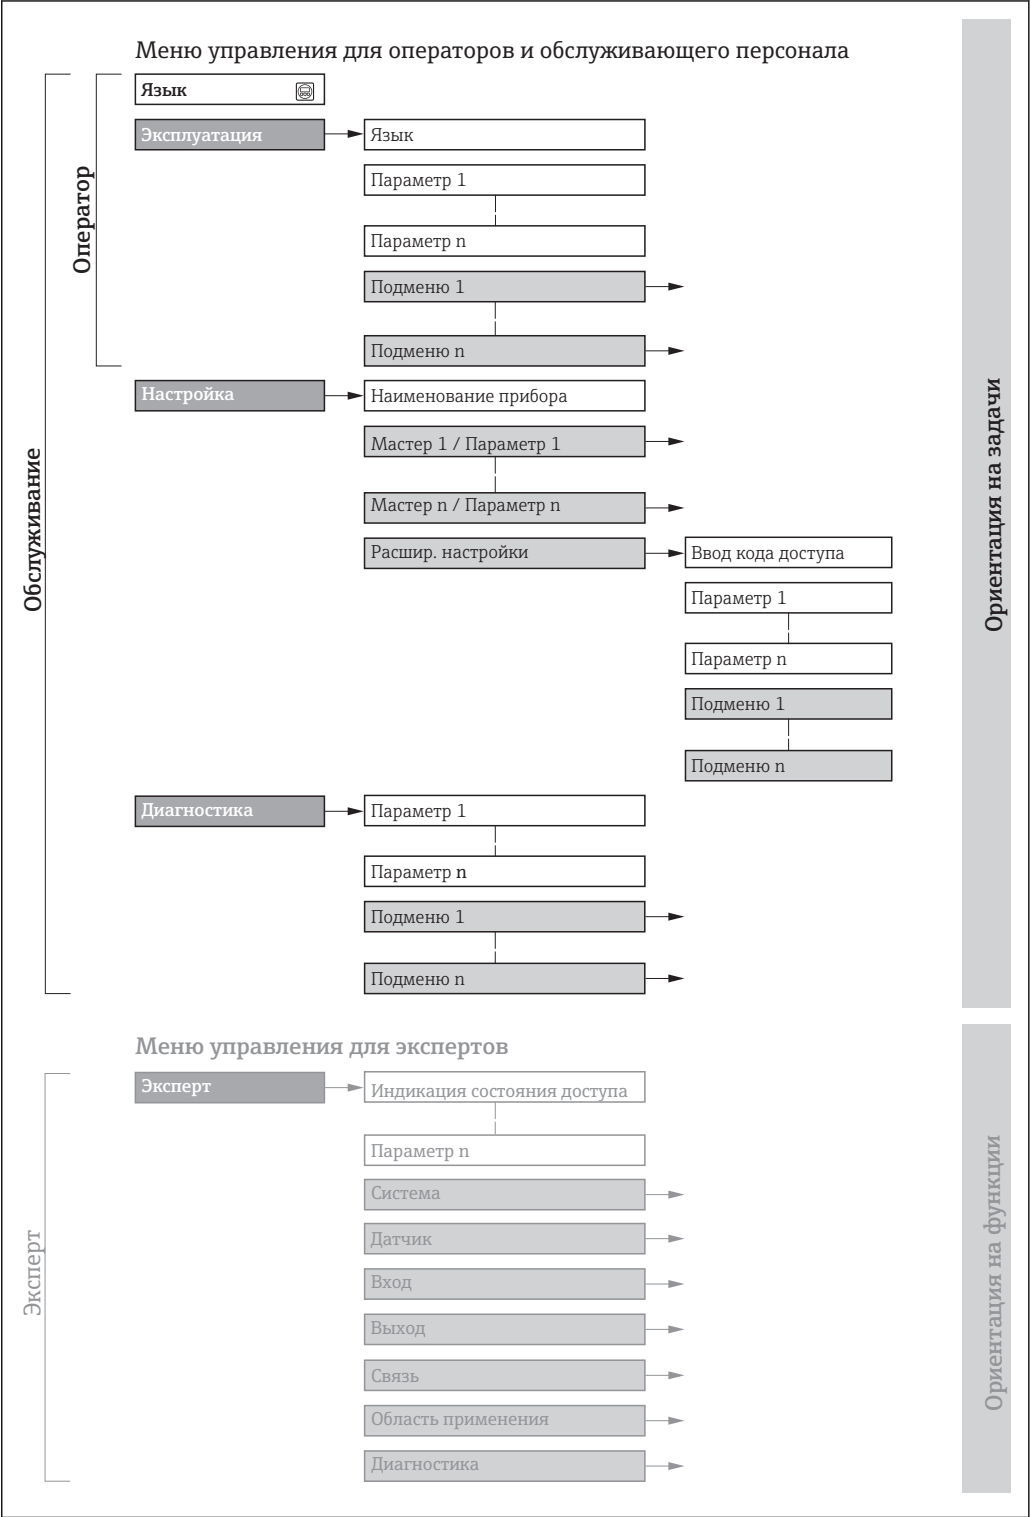 Меню управления для операторов и обслуживающего персонала
Язык
Эксплуатация
Язык
Параметр 1
Параметр n
Подменю 1
Подменю n
Оператор
Настройка
Наименование прибора
Мастер 1 / Параметр 1
Мастер n / Параметр n
Расшир. настройки
Ввод кода доступа
Параметр 1
Параметр n
Подменю 1
Подменю n
Диагностика
Параметр 1
Параметр n
Подменю 1
Подменю n
Обслуживание
Ориентация на задачи
Меню управления для экспертов
Эксперт
Индикация состояния доступа
Параметр n
Система
Датчик
Вход
Выход
Связь
Область применения
Диагностика
Эксперт
Ориентация на функции